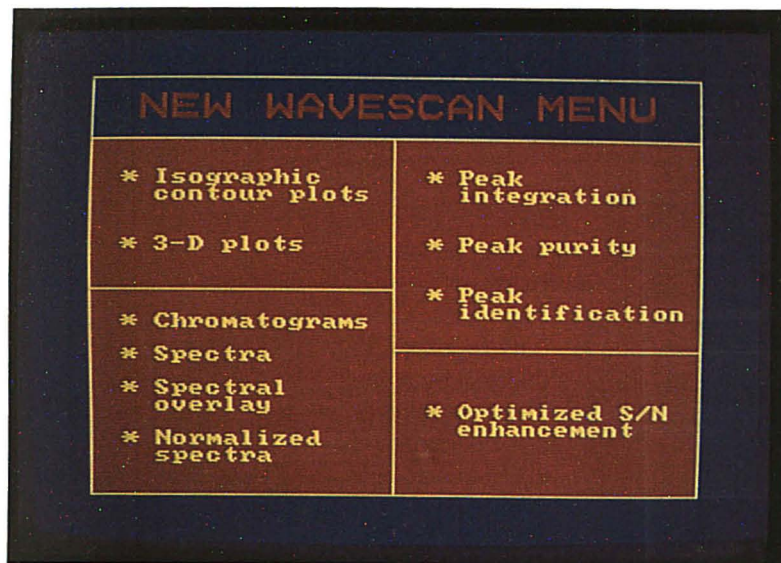 NEW WAVESCAN MENU
* Isographic
contour plots
* 3-D plots
* Chromatograms
* Spectra
* Spectral
overlay
* Normalized
spectra
* Peak
integration
* Peak purity
* Peak
identification
* Optimized S/N
enhancement